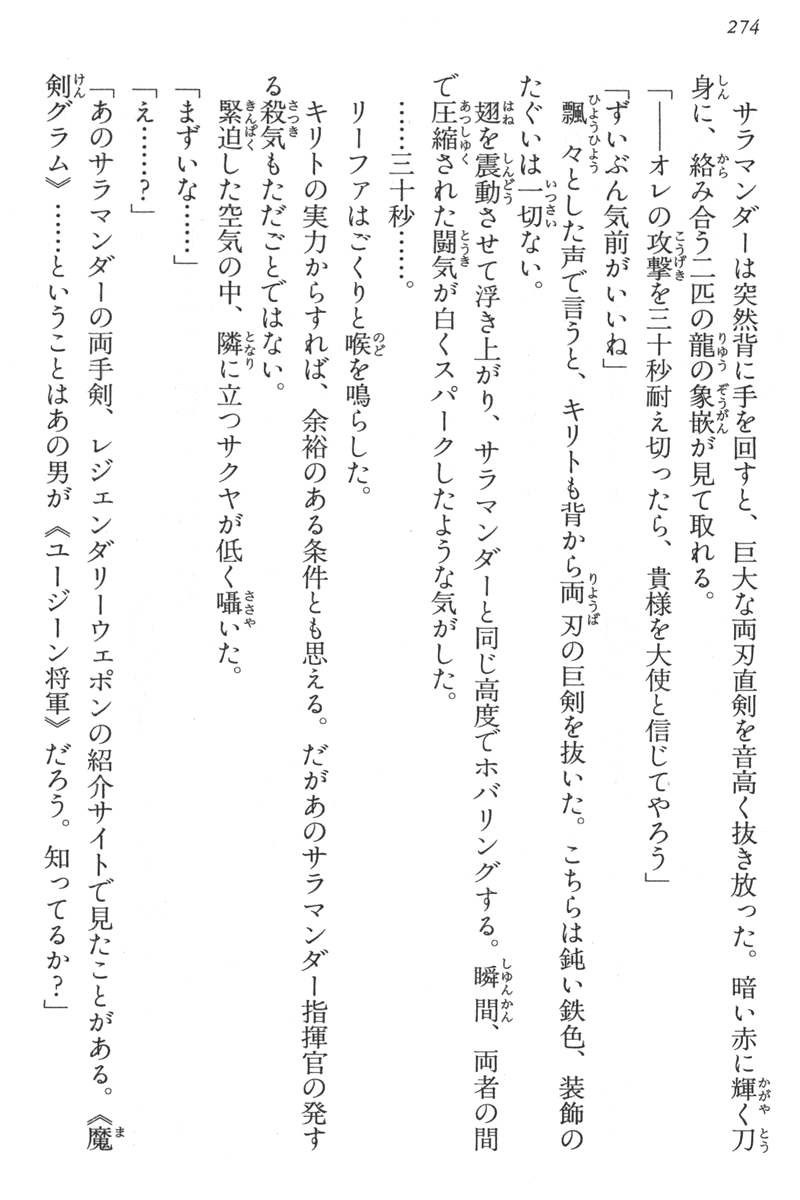 274
サラマンダーは突然背に手を回すと、巨大な両刃直剣を音高く抜き放った。暗い赤に輝く刀
身に、絡み合う二匹の龍の象嵌が見て取れる。
「――オレの攻撃を三十秒耐え切ったら、貴様を大使と信じてやろう」
「ずいぶん気前がいいね」
飄々とした声で言うと、キリトも背から両刃の巨剣を抜いた。こちらは鈍い鉄色、装飾の
たぐいは一切ない。
翅を震動させて浮き上がり、サラマンダーと同じ高度でホバリングする。瞬間、両者の間
で圧縮された闘気が白くスパークしたような気がした。
……三十秒……。
リーファはごくりと喉を鳴らした。
キリトの実力からすれば、余裕のある条件とも思える。だがあのサラマンダー指揮官の発す
る殺気もただごとではない。
緊迫した空気の中、隣に立つサクヤが低く囁いた。
「まずいな……」
「え……？」
「あのサラマンダーの両手剣、レジェンダリーウェポンの紹介サイトで見たことがある。《魔
剣グラム》……ということはあの男が《ユージーン将軍》だろう。知ってるか？」